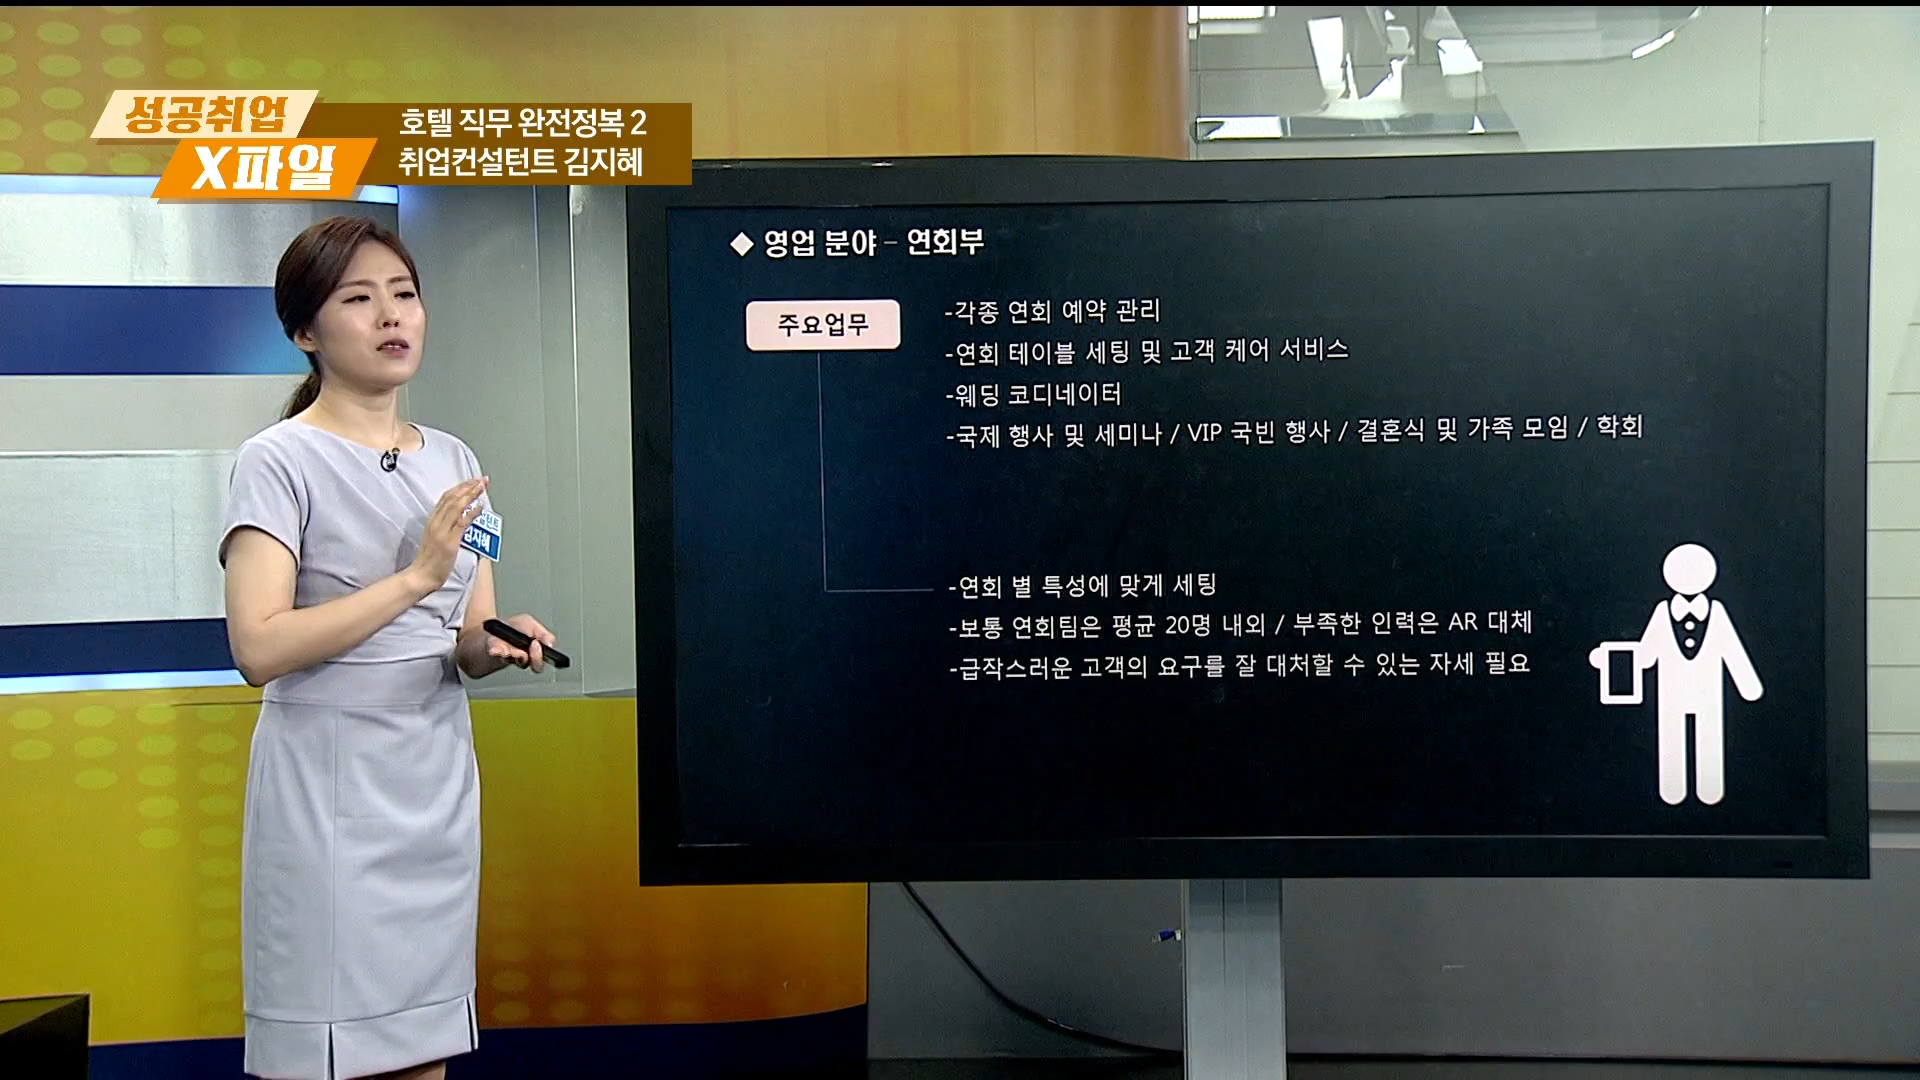 성공취업
X파일
호텔 직무 완전정복 2
취업컨설턴트 김지혜
◆ 영업 분야 - 연회부
주요업무
-각종 연회 예약 관리
-연회 테이블 세팅 및 고객 케어 서비스
-웨딩 코디네이터
-국제 행사 및 세미나 / VIP 국빈 행사 / 결혼식 및 가족 모임 / 학회
-연회 별 특성에 맞게 세팅
-보통 연회팀은 평균 20명 내외 / 부족한 인력은 AR 대체
-급작스러운 고객의 요구를 잘 대처할 수 있는 자세 필요
김지혜